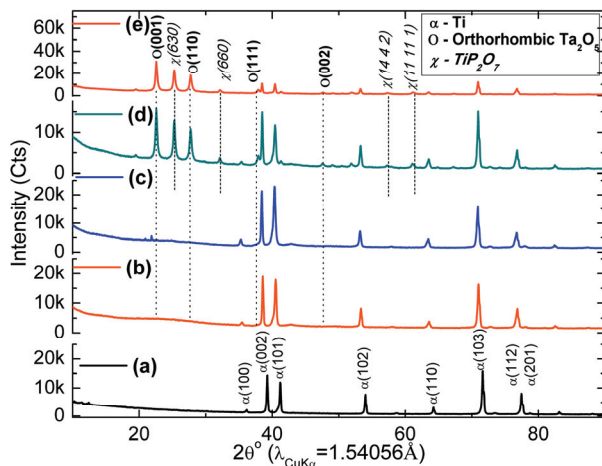 α - Ti
O - Orthorhombic Ta₂O₅
χ - TiP₂O₇
(e)
O(001)
χ(630)
O(110)
χ(660)
O(111)
O(002)
χ(14 4 2)
χ(11 11 1)
60k
40k
20k
0
(d)
10k
0
(c)
20k
10k
0
(b)
20k
10k
0
(a)
20k
10k
0
α(100)
α(002)
α(101)
α(102)
α(110)
α(103)
α(112)
α(201)
Intensity (Cts)
20 40 60 80
2θ° (λCuKα=1.54056Å)